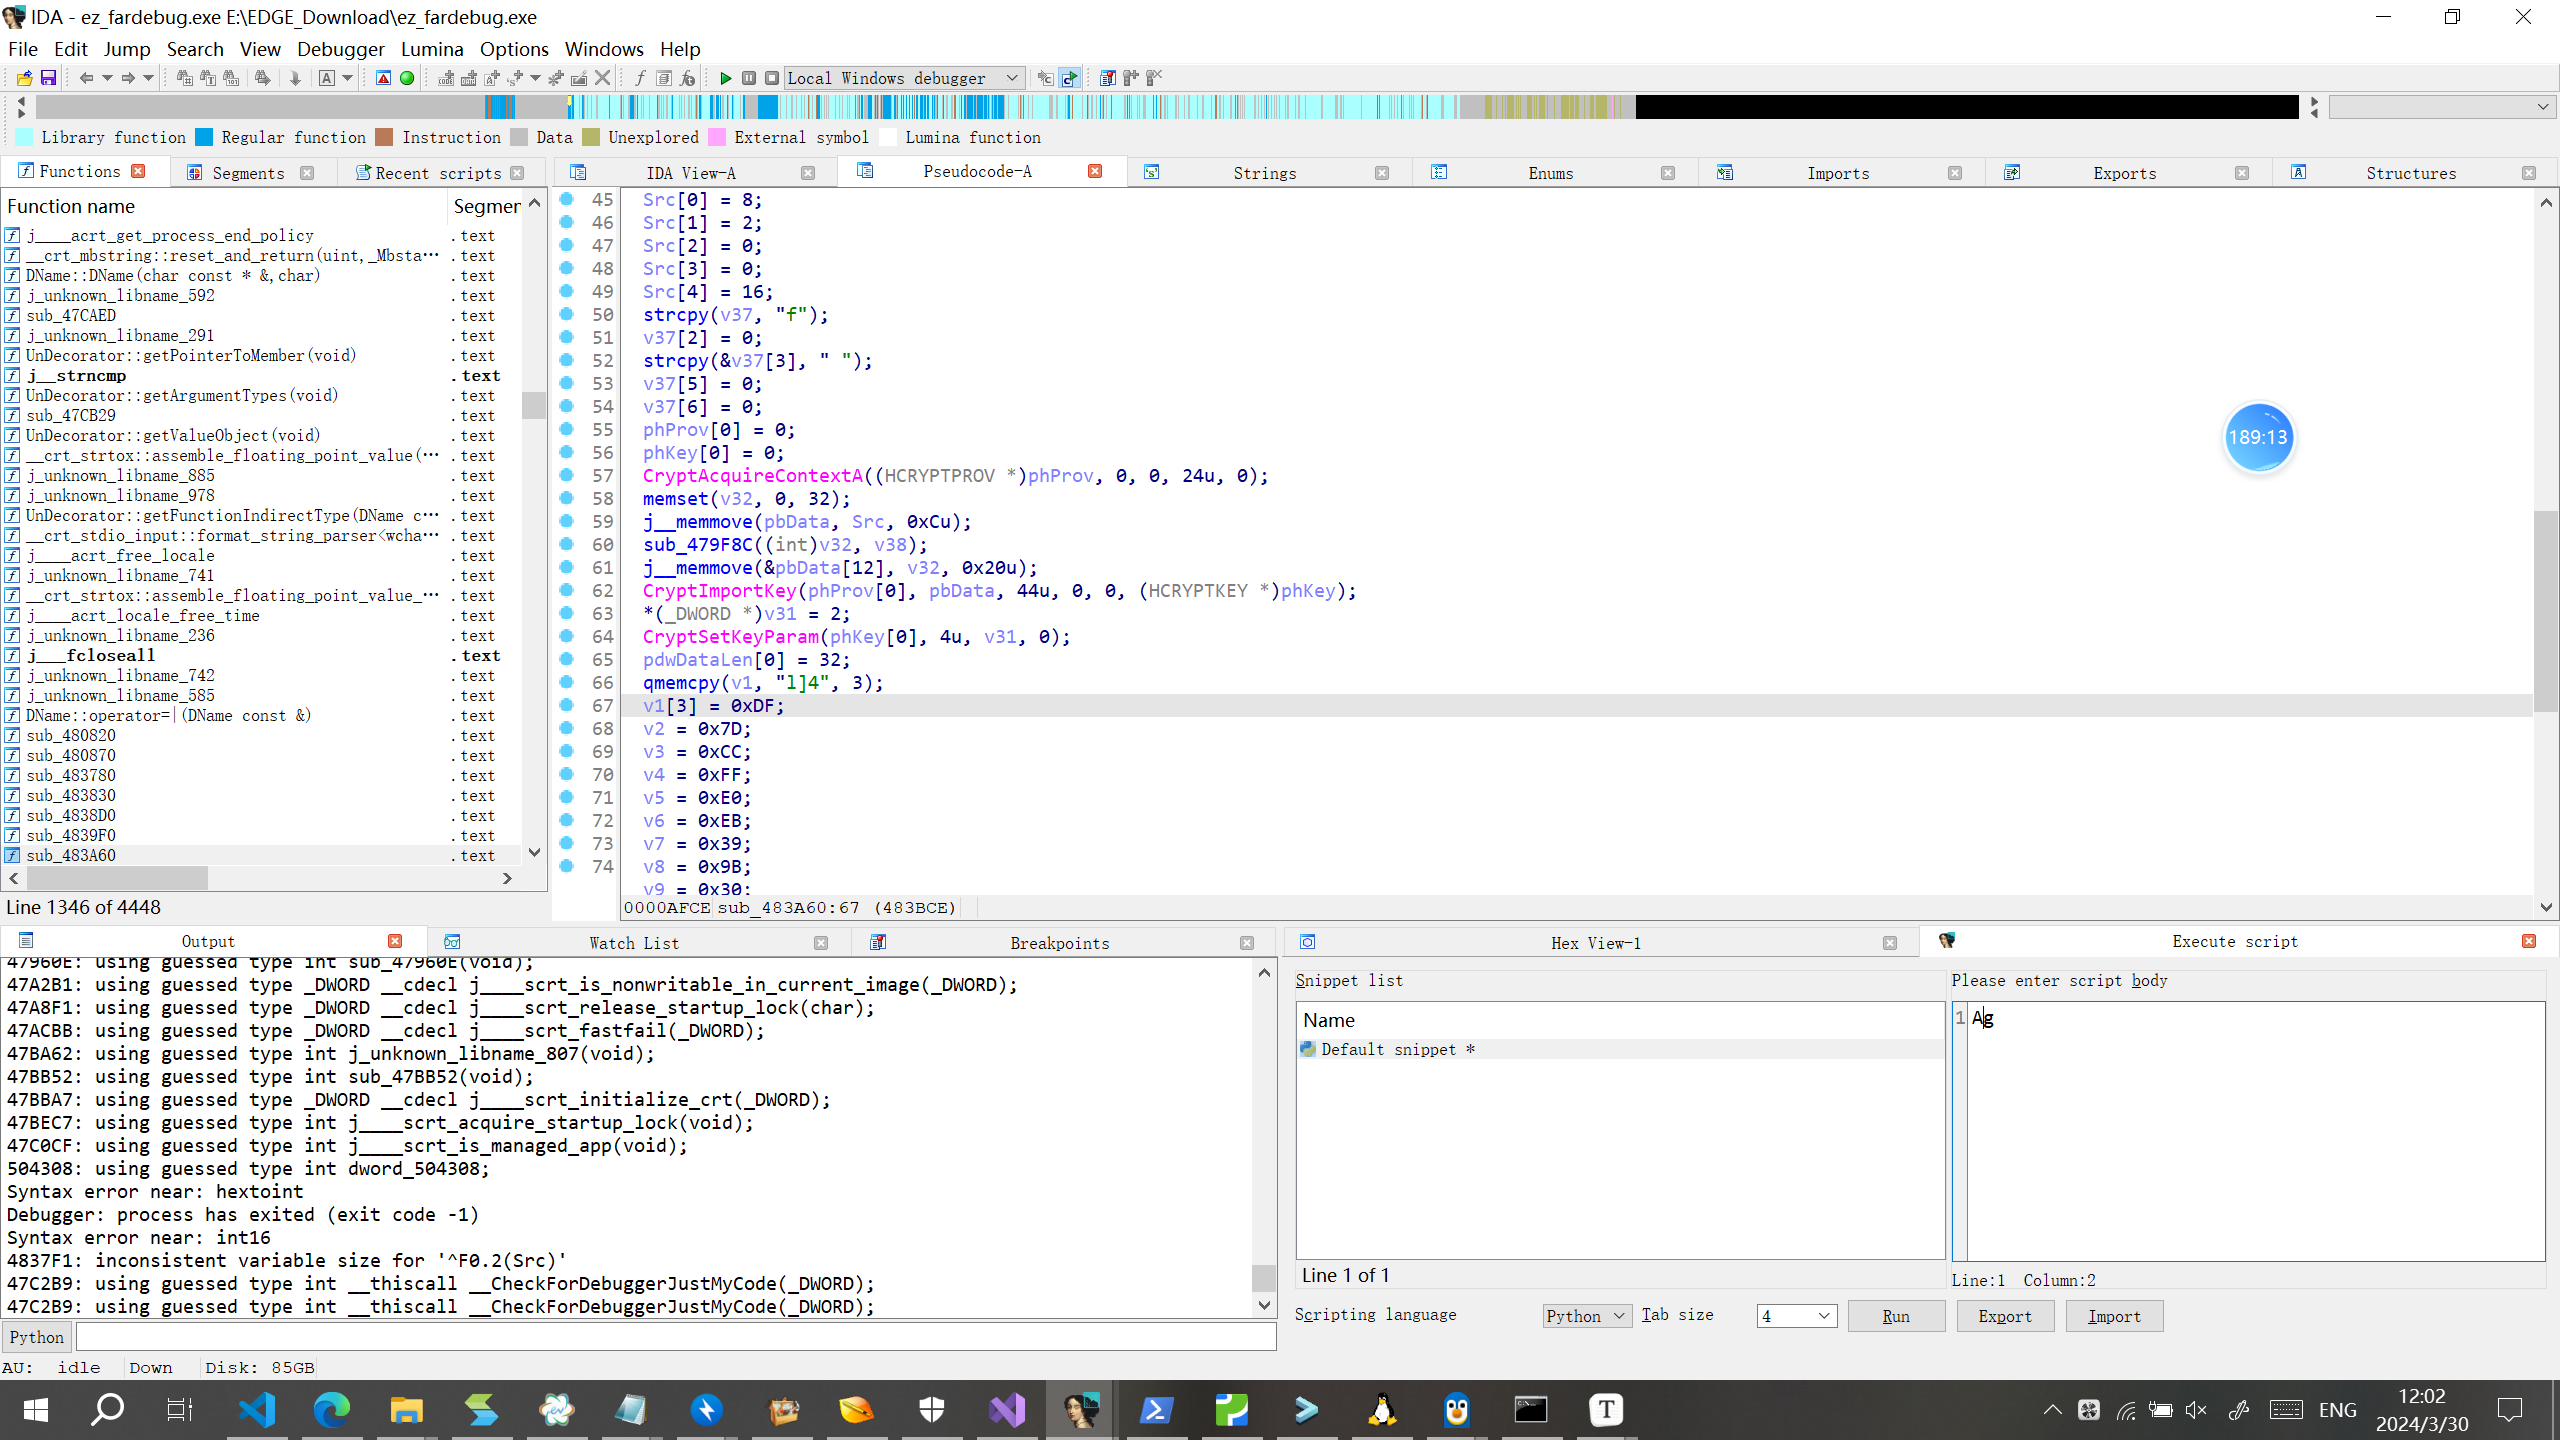 IDA - ez_fardebug.exe E:\EDGE_Download\ez_fardebug.exe
File Edit Jump Search View Debugger Lumina Options Windows Help
Local Windows debugger
Library function Regular function Instruction Data Unexplored External symbol Lumina function
Functions Segments Recent scripts IDA View-A Pseudocode-A Strings Enums Imports Exports Structures
Function name Segmen
j____acrt_get_process_end_policy .text
__crt_mbstring::reset_and_return(uint,_Mbsta… .text
DName::DName(char const * &,char) .text
j_unknown_libname_592 .text
sub_47CAED .text
j_unknown_libname_291 .text
UnDecorator::getPointerToMember(void) .text
j__strncmp .text
UnDecorator::getArgumentTypes(void) .text
sub_47CB29 .text
UnDecorator::getValueObject(void) .text
__crt_strtox::assemble_floating_point_value(… .text
j_unknown_libname_885 .text
j_unknown_libname_978 .text
UnDecorator::getFunctionIndirectType(DName c… .text
__crt_stdio_input::format_string_parser<wcha… .text
j____acrt_free_locale .text
j_unknown_libname_741 .text
__crt_strtox::assemble_floating_point_value_… .text
j____acrt_locale_free_time .text
j_unknown_libname_236 .text
j___fcloseall .text
j_unknown_libname_742 .text
j_unknown_libname_585 .text
DName::operator=|(DName const &) .text
sub_480820 .text
sub_480870 .text
sub_483780 .text
sub_483830 .text
sub_4838D0 .text
sub_4839F0 .text
sub_483A60 .text
Line 1346 of 4448
45 Src[0] = 8;
46 Src[1] = 2;
47 Src[2] = 0;
48 Src[3] = 0;
49 Src[4] = 16;
50 strcpy(v37, "f");
51 v37[2] = 0;
52 strcpy(&v37[3], " ");
53 v37[5] = 0;
54 v37[6] = 0;
55 phProv[0] = 0;
56 phKey[0] = 0;
57 CryptAcquireContextA((HCRYPTPROV *)phProv, 0, 0, 24u, 0);
58 memset(v32, 0, 32);
59 j__memmove(pbData, Src, 0xCu);
60 sub_479F8C((int)v32, v38);
61 j__memmove(&pbData[12], v32, 0x20u);
62 CryptImportKey(phProv[0], pbData, 44u, 0, 0, (HCRYPTKEY *)phKey);
63 *(_DWORD *)v31 = 2;
64 CryptSetKeyParam(phKey[0], 4u, v31, 0);
65 pdwDataLen[0] = 32;
66 qmemcpy(v1, "l]4", 3);
67 v1[3] = 0xDF;
68 v2 = 0x7D;
69 v3 = 0xCC;
70 v4 = 0xFF;
71 v5 = 0xE0;
72 v6 = 0xEB;
73 v7 = 0x39;
74 v8 = 0x9B;
v9 = 0x30;
0000AFCE sub_483A60:67 (483BCE)
189:13
Output Watch List Breakpoints
47960E: using guessed type int sub_47960E(void);
47A2B1: using guessed type _DWORD __cdecl j____scrt_is_nonwritable_in_current_image(_DWORD);
47A8F1: using guessed type _DWORD __cdecl j____scrt_release_startup_lock(char);
47ACBB: using guessed type _DWORD __cdecl j____scrt_fastfail(_DWORD);
47BA62: using guessed type int j_unknown_libname_807(void);
47BB52: using guessed type int sub_47BB52(void);
47BBA7: using guessed type _DWORD __cdecl j____scrt_initialize_crt(_DWORD);
47BEC7: using guessed type int j____scrt_acquire_startup_lock(void);
47C0CF: using guessed type int j____scrt_is_managed_app(void);
504308: using guessed type int dword_504308;
Syntax error near: hextoint
Debugger: process has exited (exit code -1)
Syntax error near: int16
4837F1: inconsistent variable size for '^F0.2(Src)'
47C2B9: using guessed type int __thiscall __CheckForDebuggerJustMyCode(_DWORD);
47C2B9: using guessed type int __thiscall __CheckForDebuggerJustMyCode(_DWORD);
Python
AU: idle Down Disk: 85GB
Hex View-1 Execute script
Snippet list Please enter script body
Name
Default snippet *
1 Ag
Line 1 of 1
Line:1 Column:2
Scripting language Python Tab size 4 Run Export Import
ENG
12:02
2024/3/30